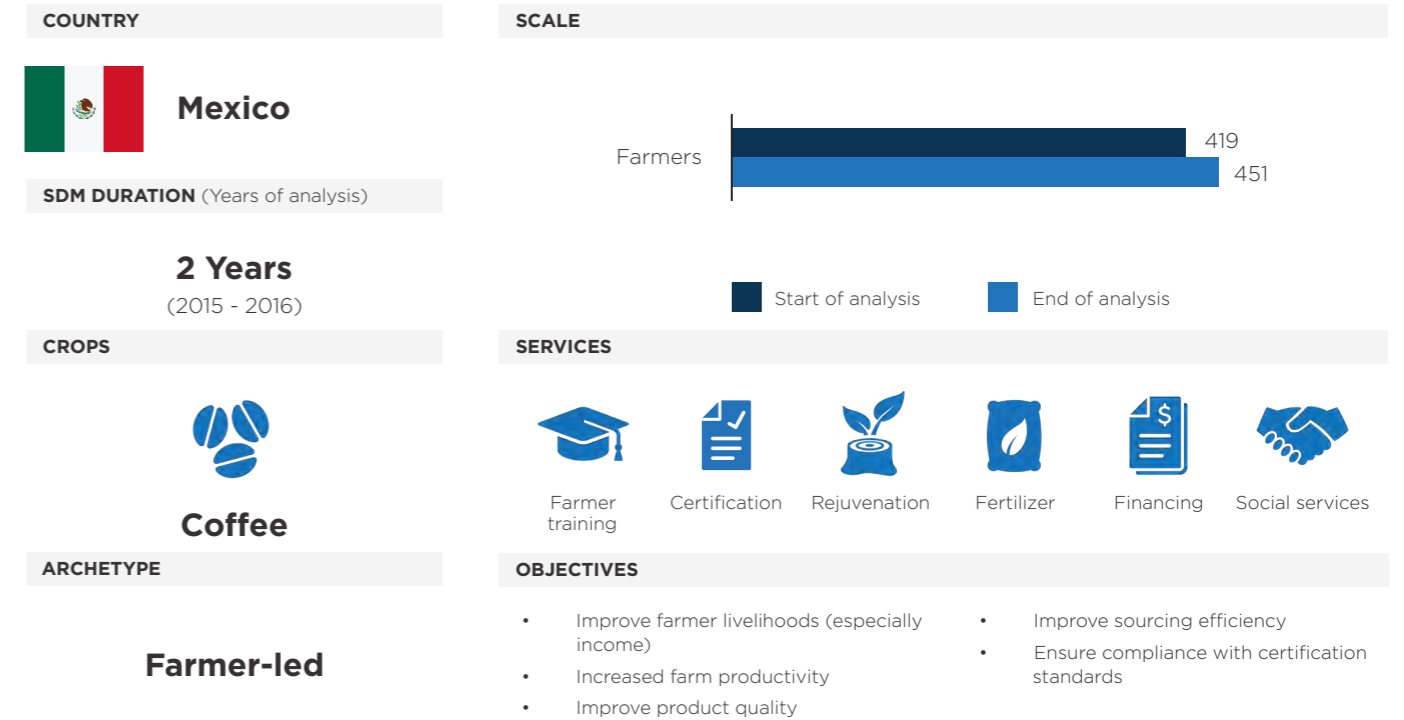 COUNTRY
Mexico
SDM DURATION (Years of analysis)
2 Years
(2015 - 2016)
CROPS
Coffee
ARCHETYPE
Farmer-led
SCALE
Farmers
419
451
Start of analysis
End of analysis
SERVICES
Farmer
training
Certification
Rejuvenation
Fertilizer
$
Financing
Social services
OBJECTIVES
• Improve farmer livelihoods (especially
income)
• Increased farm productivity
• Improve product quality
• Improve sourcing efficiency
• Ensure compliance with certification
standards